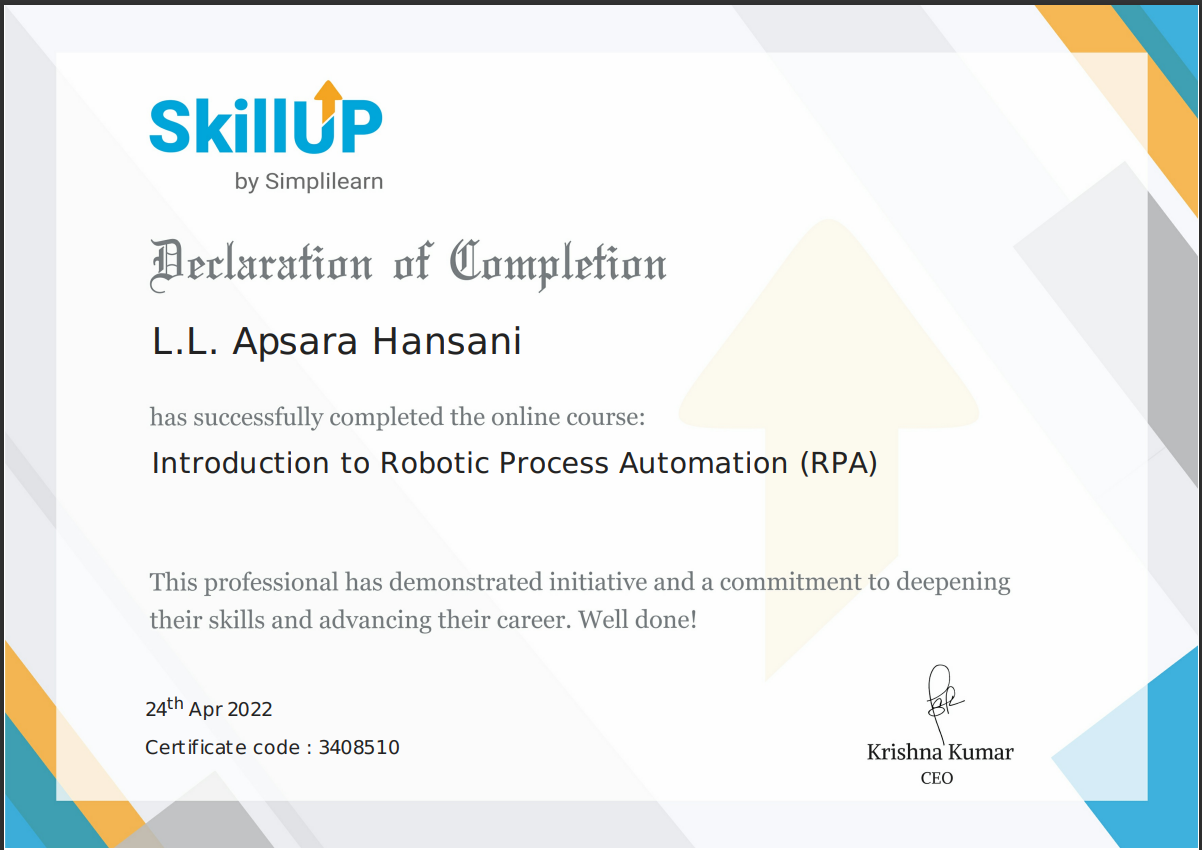 SkillUP
by Simplilearn
Declaration of Completion
L.L. Apsara Hansani
has successfully completed the online course:
Introduction to Robotic Process Automation (RPA)
This professional has demonstrated initiative and a commitment to deepening
their skills and advancing their career. Well done!
24th Apr 2022
Certificate code : 3408510
Krishna Kumar
CEO